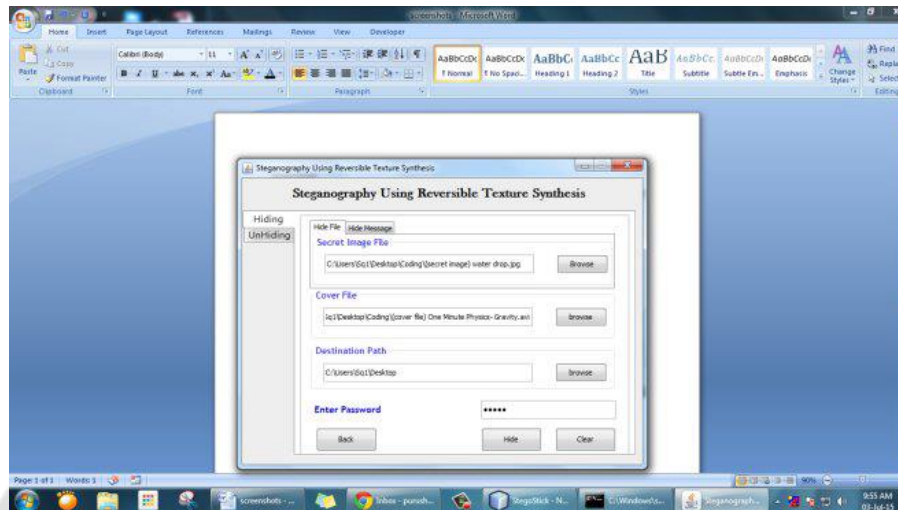 screenshots - Microsoft Word
Home Insert Page Layout References Mailings Review View Developer
Cut
Copy
Format Painter
Paste
Clipboard
Calibri (Body) 11
Font
Paragraph
AaBbCcDc AaBbCcDc AaBbC AaBbCc AaB AaBbCc. AaBbCcDc AaBbCcDc
¶ Normal ¶ No Spaci... Heading 1 Heading 2 Title Subtitle Subtle Em... Emphasis
Change Styles
Styles
Find
Editing
Steganography Using Reversible Texture Synthesis
Steganography Using Reversible Texture Synthesis
Hiding
UnHiding
Hide File Hide Message
Secret Image File
C:\Users\Sq1\Desktop\Coding\(secret image) water drop.jpg Browse
Cover File
Sq1\Desktop\Coding\(cover file) One Minute Physics- Gravity.avi browse
Destination Path
C:\Users\Sq1\Desktop browse
Enter Password •••••
Back Hide Clear
Page: 1 of 1 Words: 1 90%
screenshots - ... Inbox - purush... StegoStick - N... C:\Windows\s... Steganograph... 9:55 AM
03-Jul-15